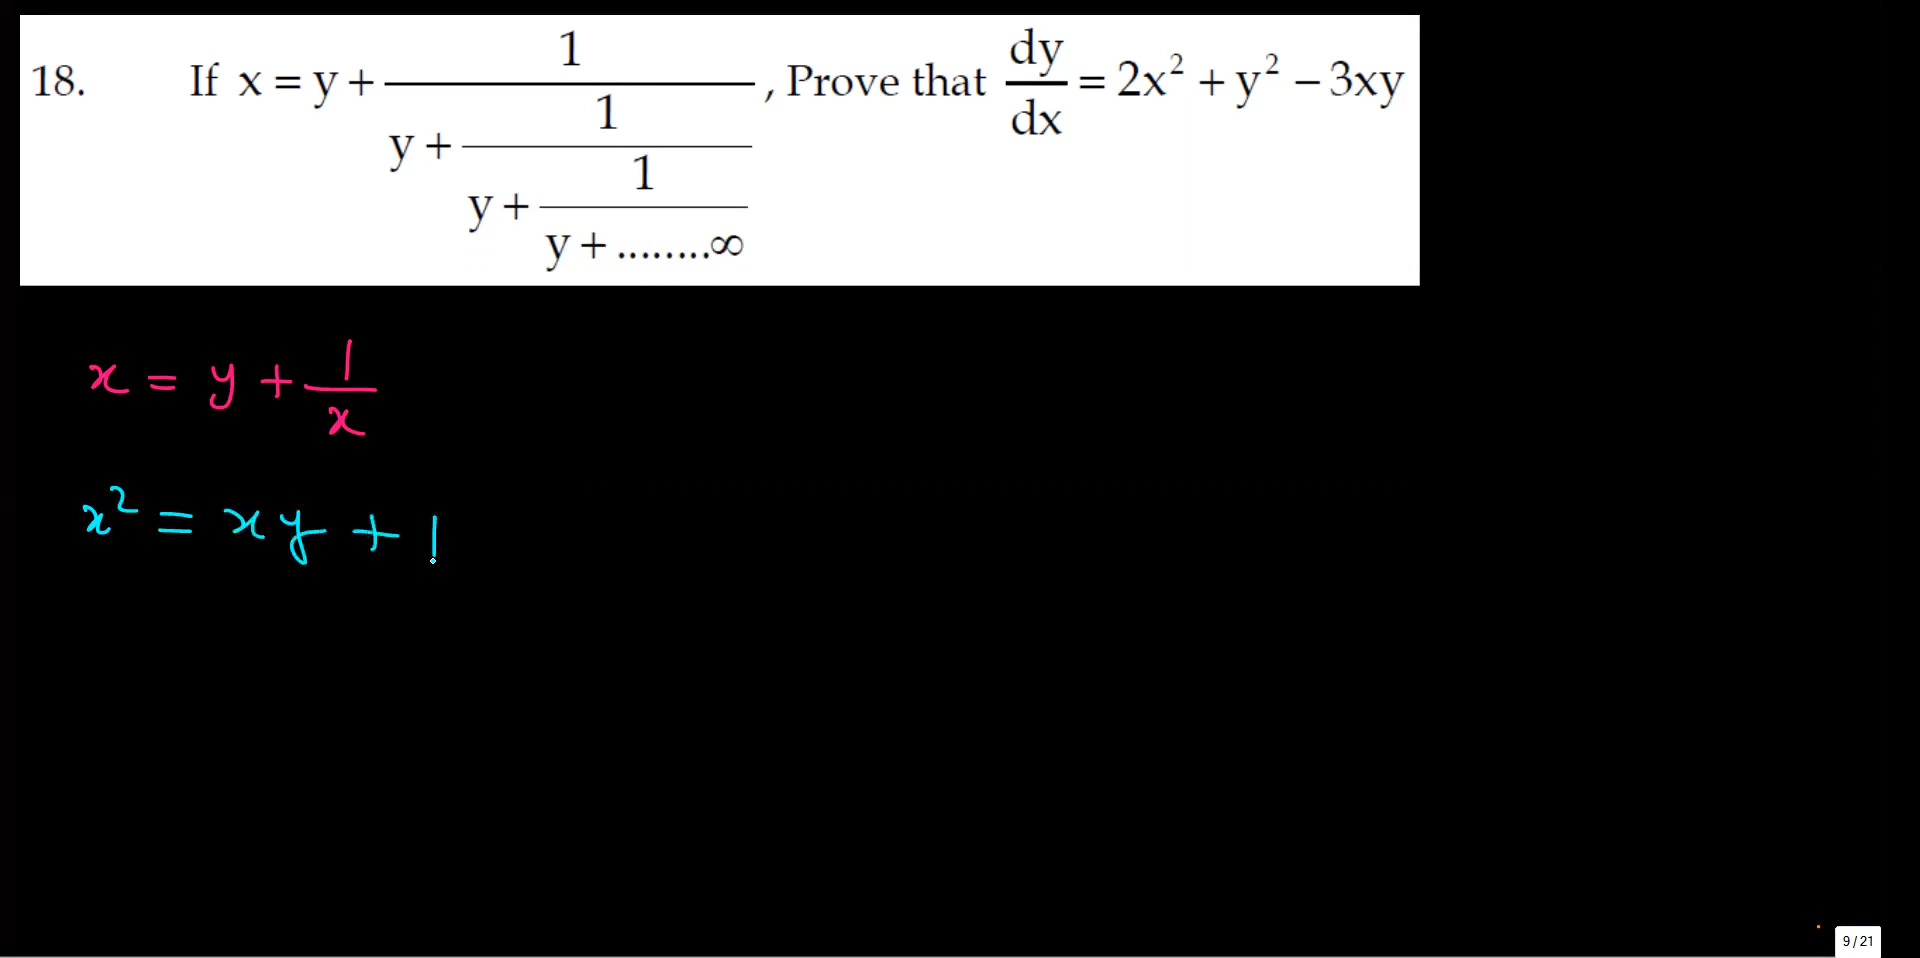 18. If x = y + 1/(y + 1/(y + 1/(y + ........∞))), Prove that dy/dx = 2x² + y² − 3xy
x = y + 1/x
x² = xy + 1
9 / 21